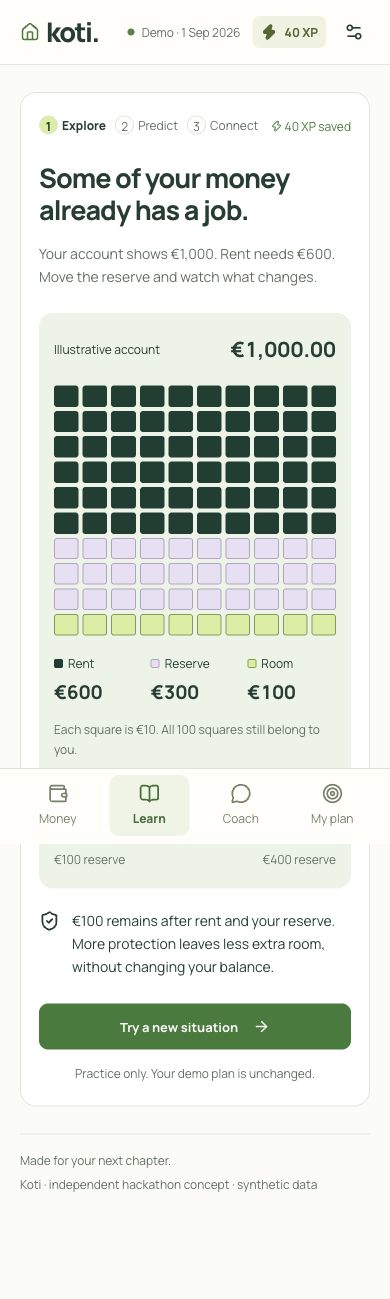 koti.
Demo · 1 Sep 2026
40 XP
1 Explore
2 Predict
3 Connect
40 XP saved
Some of your money
already has a job.
Your account shows €1,000. Rent needs €600.
Move the reserve and watch what changes.
Illustrative account
€1,000.00
Rent
Reserve
Room
€600
€300
€100
Each square is €10. All 100 squares still belong to
you.
Money
Learn
Coach
My plan
€100 reserve
€400 reserve
€100 remains after rent and your reserve.
More protection leaves less extra room,
without changing your balance.
Try a new situation
Practice only. Your demo plan is unchanged.
Made for your next chapter.
Koti · independent hackathon concept · synthetic data